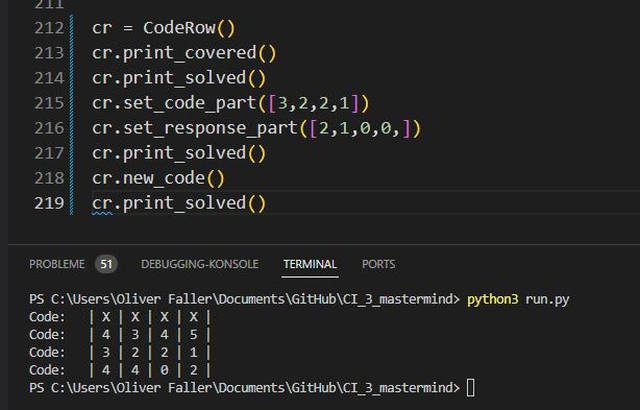 211
212 cr = CodeRow()
213 cr.print_covered()
214 cr.print_solved()
215 cr.set_code_part([3,2,2,1])
216 cr.set_response_part([2,1,0,0,])
217 cr.print_solved()
218 cr.new_code()
219 cr.print_solved()
PROBLEME 51 DEBUGGING-KONSOLE TERMINAL PORTS
PS C:\Users\Oliver Faller\Documents\GitHub\CI_3_mastermind> python3 run.py
Code: | X | X | X | X |
Code: | 4 | 3 | 4 | 5 |
Code: | 3 | 2 | 2 | 1 |
Code: | 4 | 4 | 0 | 2 |
PS C:\Users\Oliver Faller\Documents\GitHub\CI_3_mastermind>